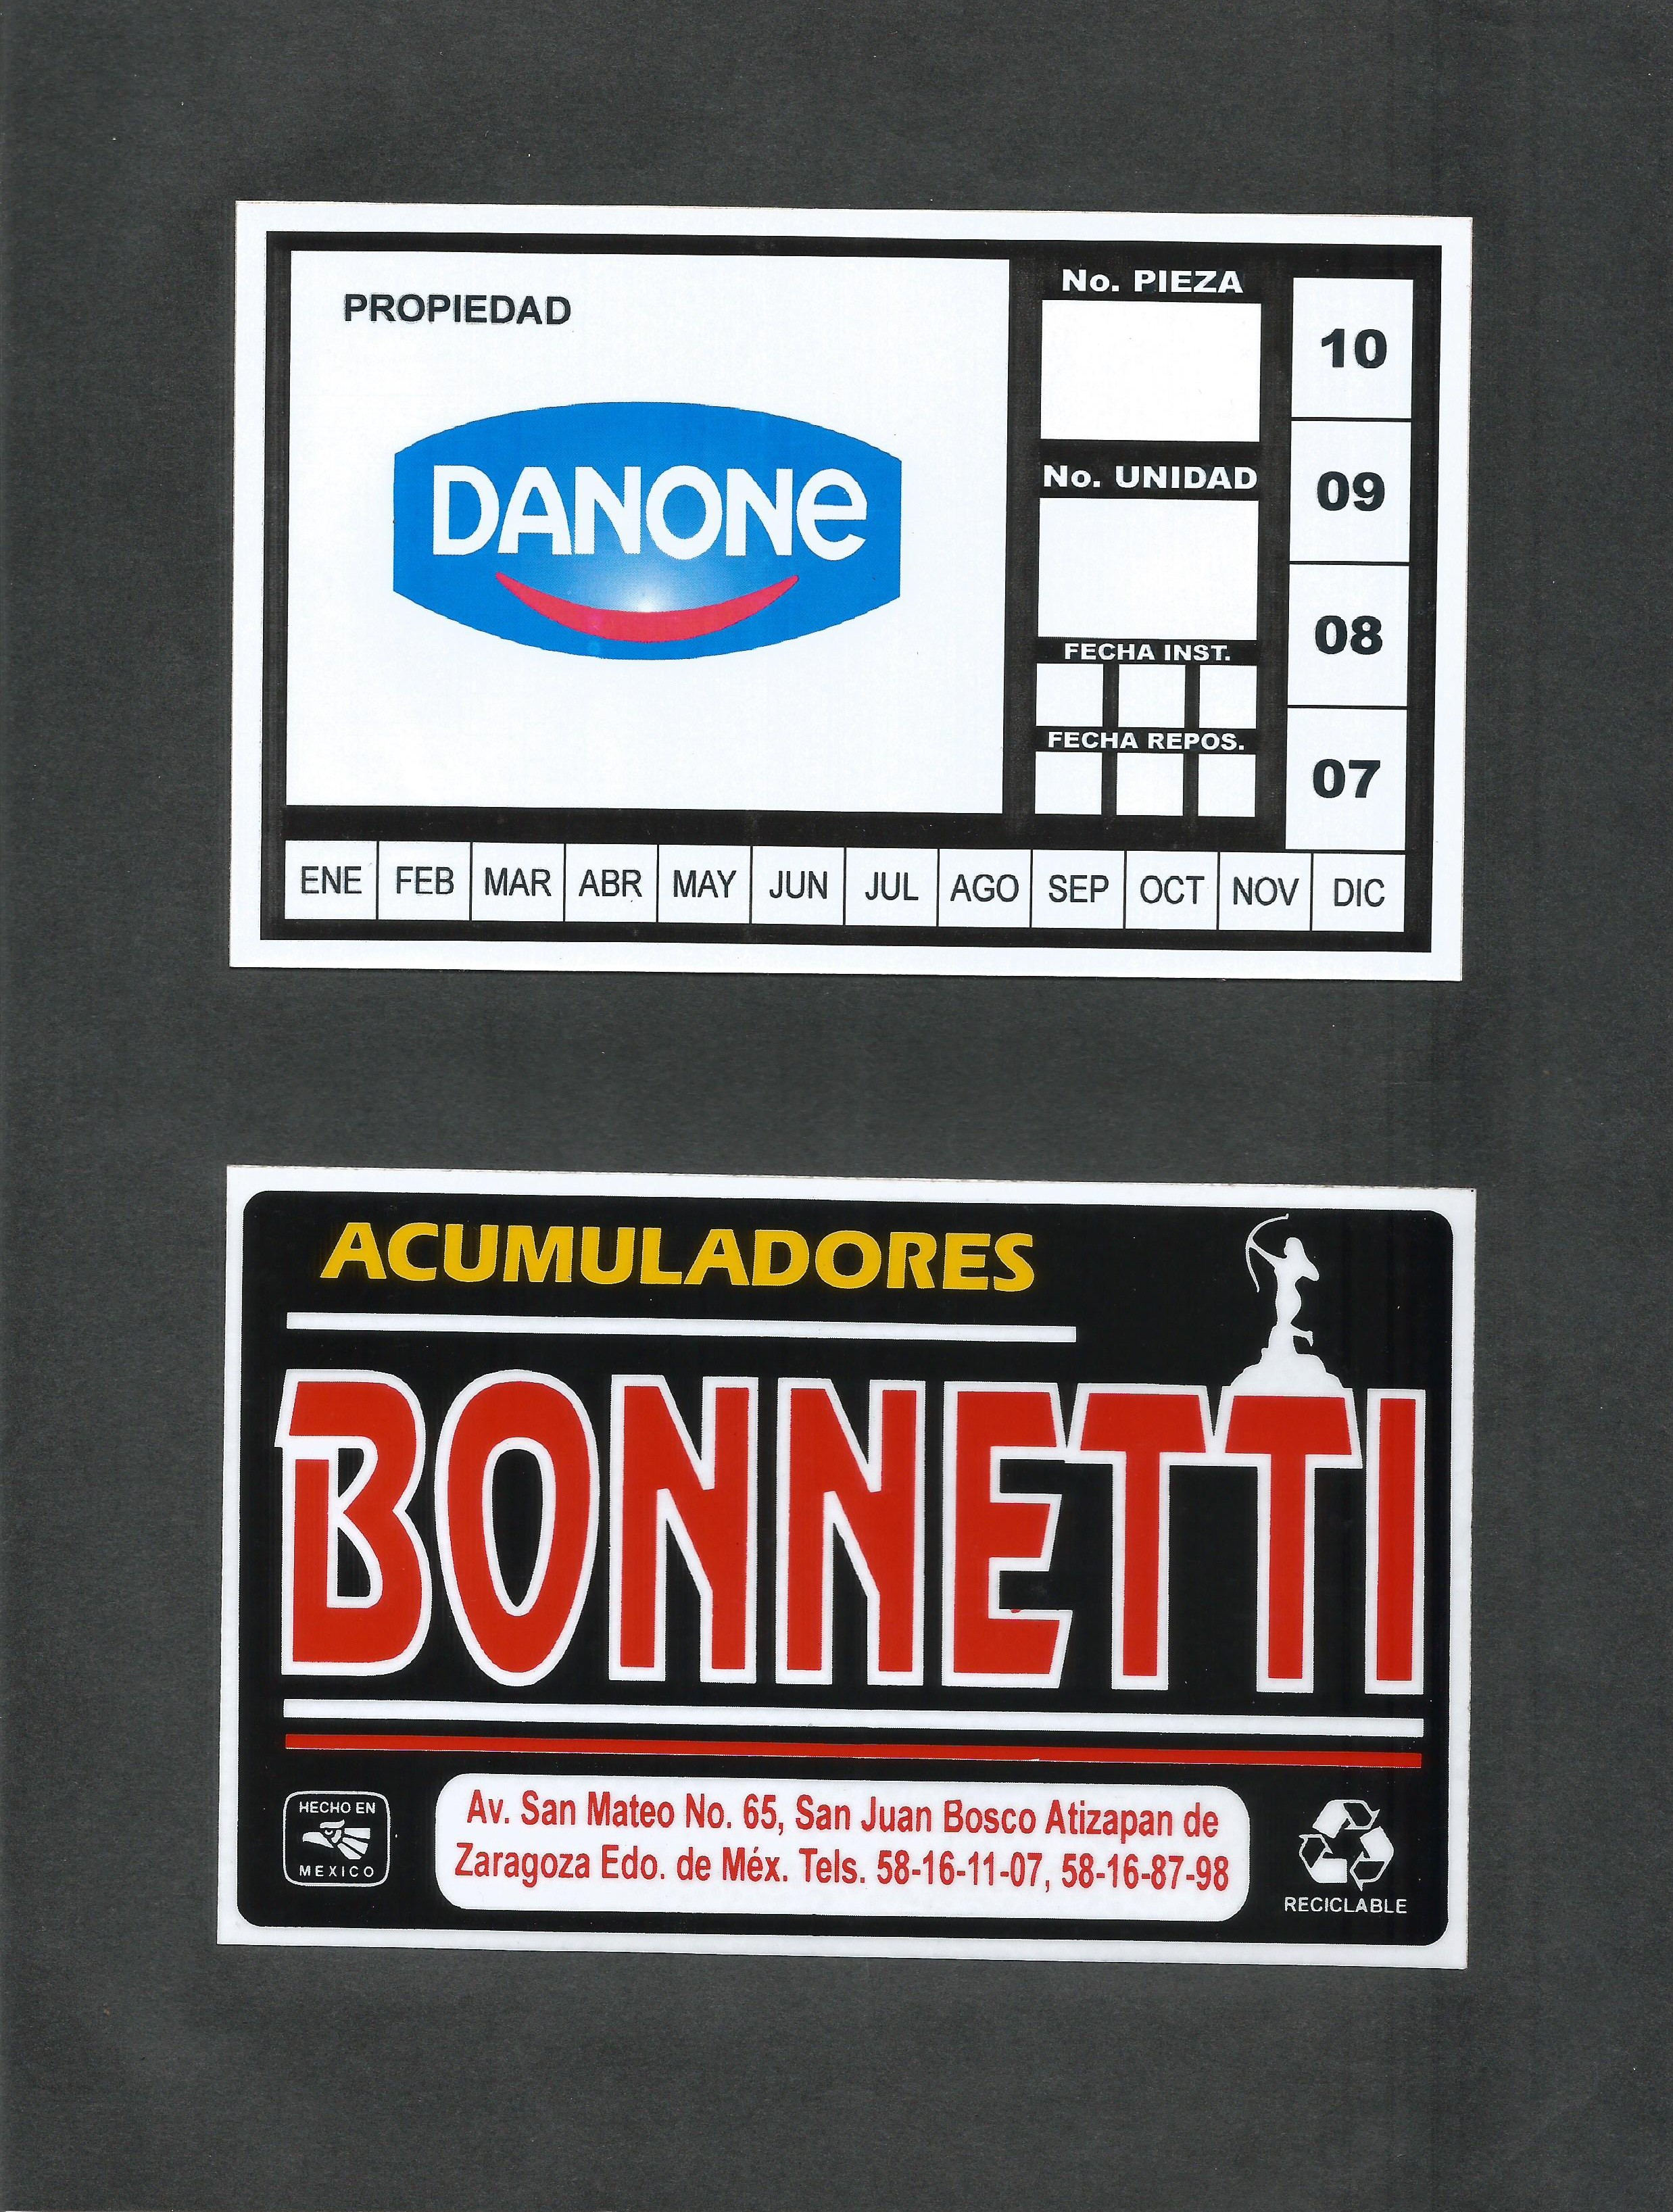 PROPIEDAD
DANONe
No. PIEZA
No. UNIDAD
FECHA INST.
FECHA REPOS.
10
09
08
07
ENE FEB MAR ABR MAY JUN JUL AGO SEP OCT NOV DIC
ACUMULADORES
BONNETTI
HECHO EN
MEXICO
Av. San Mateo No. 65, San Juan Bosco Atizapan de
Zaragoza Edo. de Méx. Tels. 58-16-11-07, 58-16-87-98
RECICLABLE